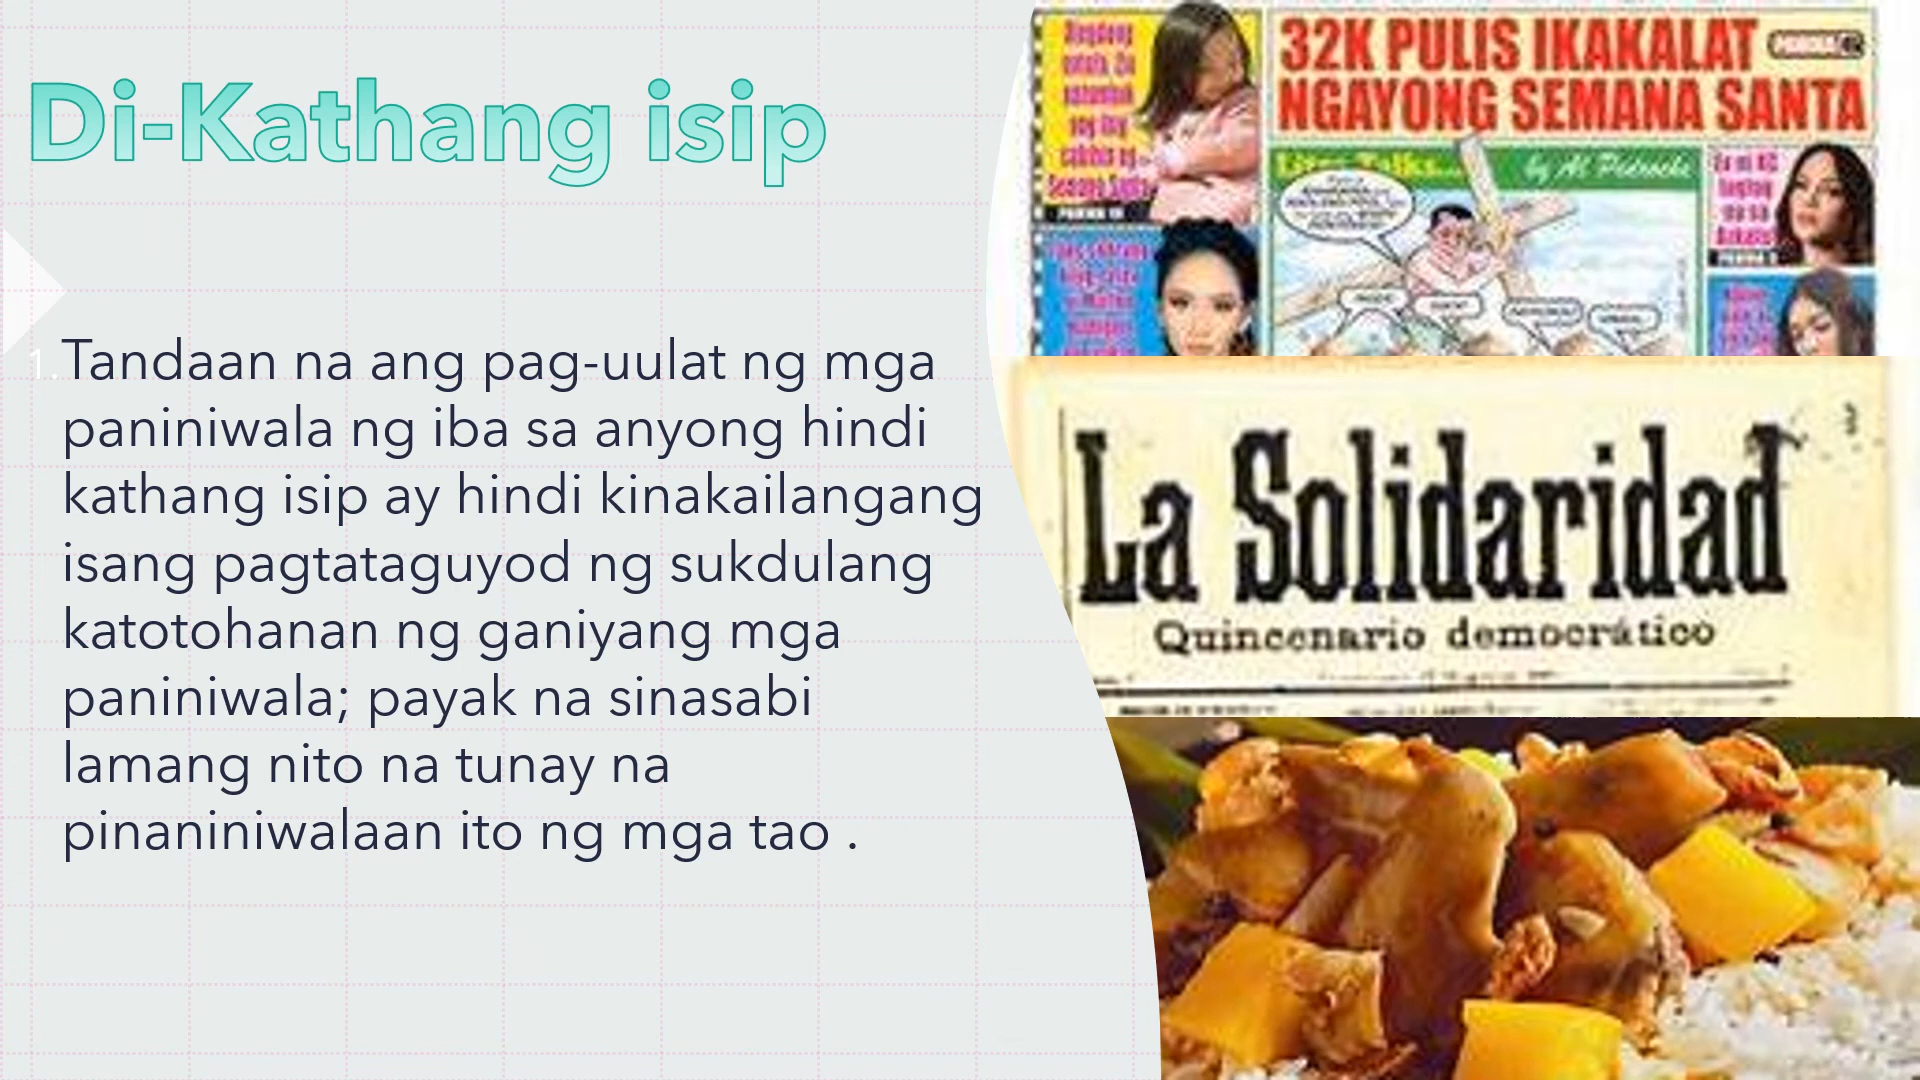 Di-Kathang isip
1.Tandaan na ang pag-uulat ng mga
paniniwala ng iba sa anyong hindi
kathang isip ay hindi kinakailangang
isang pagtataguyod ng sukdulang
katotohanan ng ganiyang mga
paniniwala; payak na sinasabi
lamang nito na tunay na
pinaniniwalaan ito ng mga tao .
32K PULIS IKAKALAT
NGAYONG SEMANA SANTA
La Solidaridad
Quincenario democrático